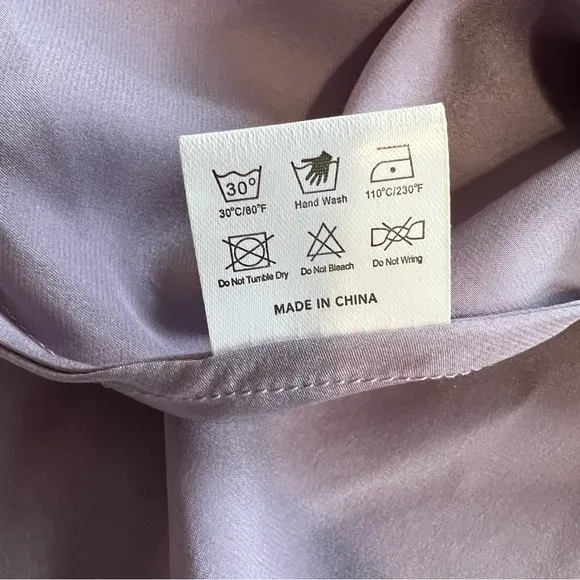 30°
30°C/80°F Hand Wash 110°C/230°F
Do Not Tumble Dry Do Not Bleach Do Not Wring
MADE IN CHINA